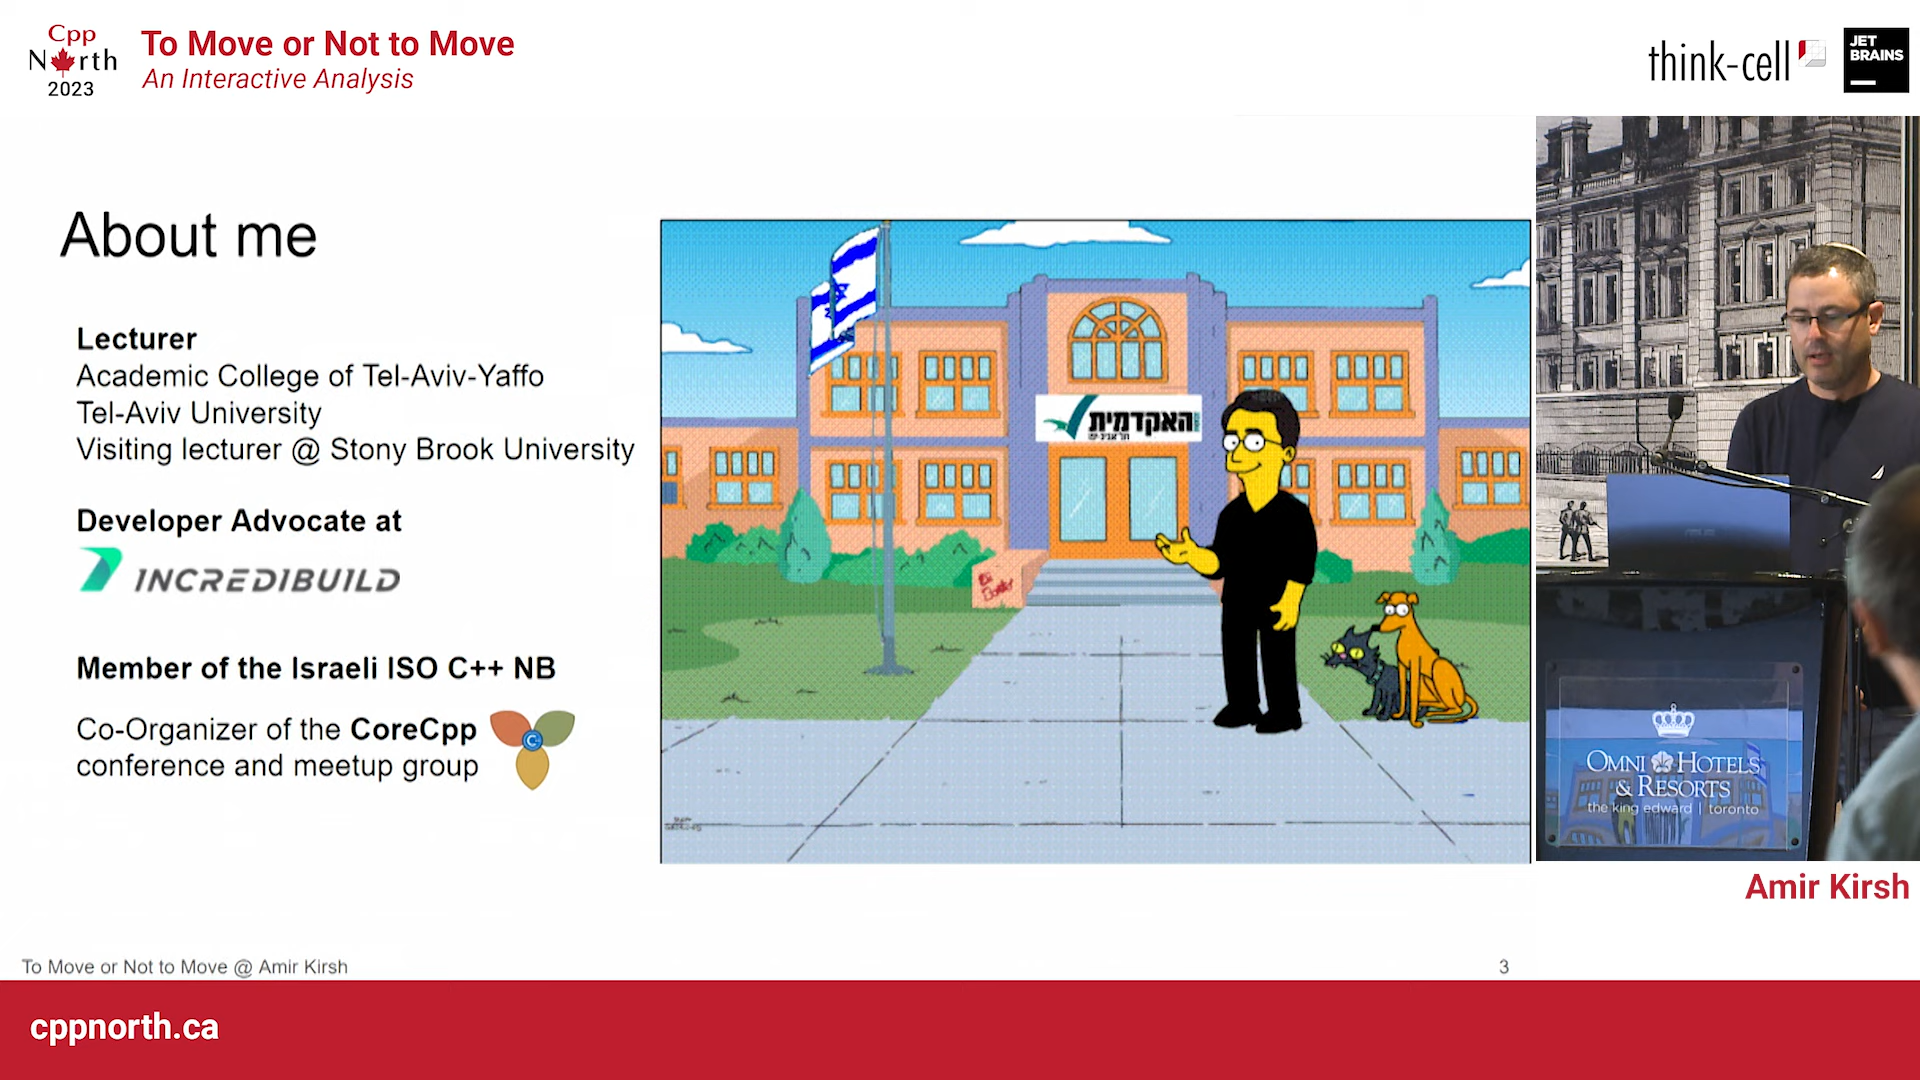 Cpp
North
2023
To Move or Not to Move
An Interactive Analysis
think-cell
JET
BRAINS
About me
Lecturer
Academic College of Tel-Aviv-Yaffo
Tel-Aviv University
Visiting lecturer @ Stony Brook University
Developer Advocate at
INCREDIBUILD
Member of the Israeli ISO C++ NB
Co-Organizer of the CoreCpp
conference and meetup group
האקדמית
תל אביב יפו
OMNI HOTELS
& RESORTS
the king edward | toronto
Amir Kirsh
To Move or Not to Move @ Amir Kirsh
3
cppnorth.ca